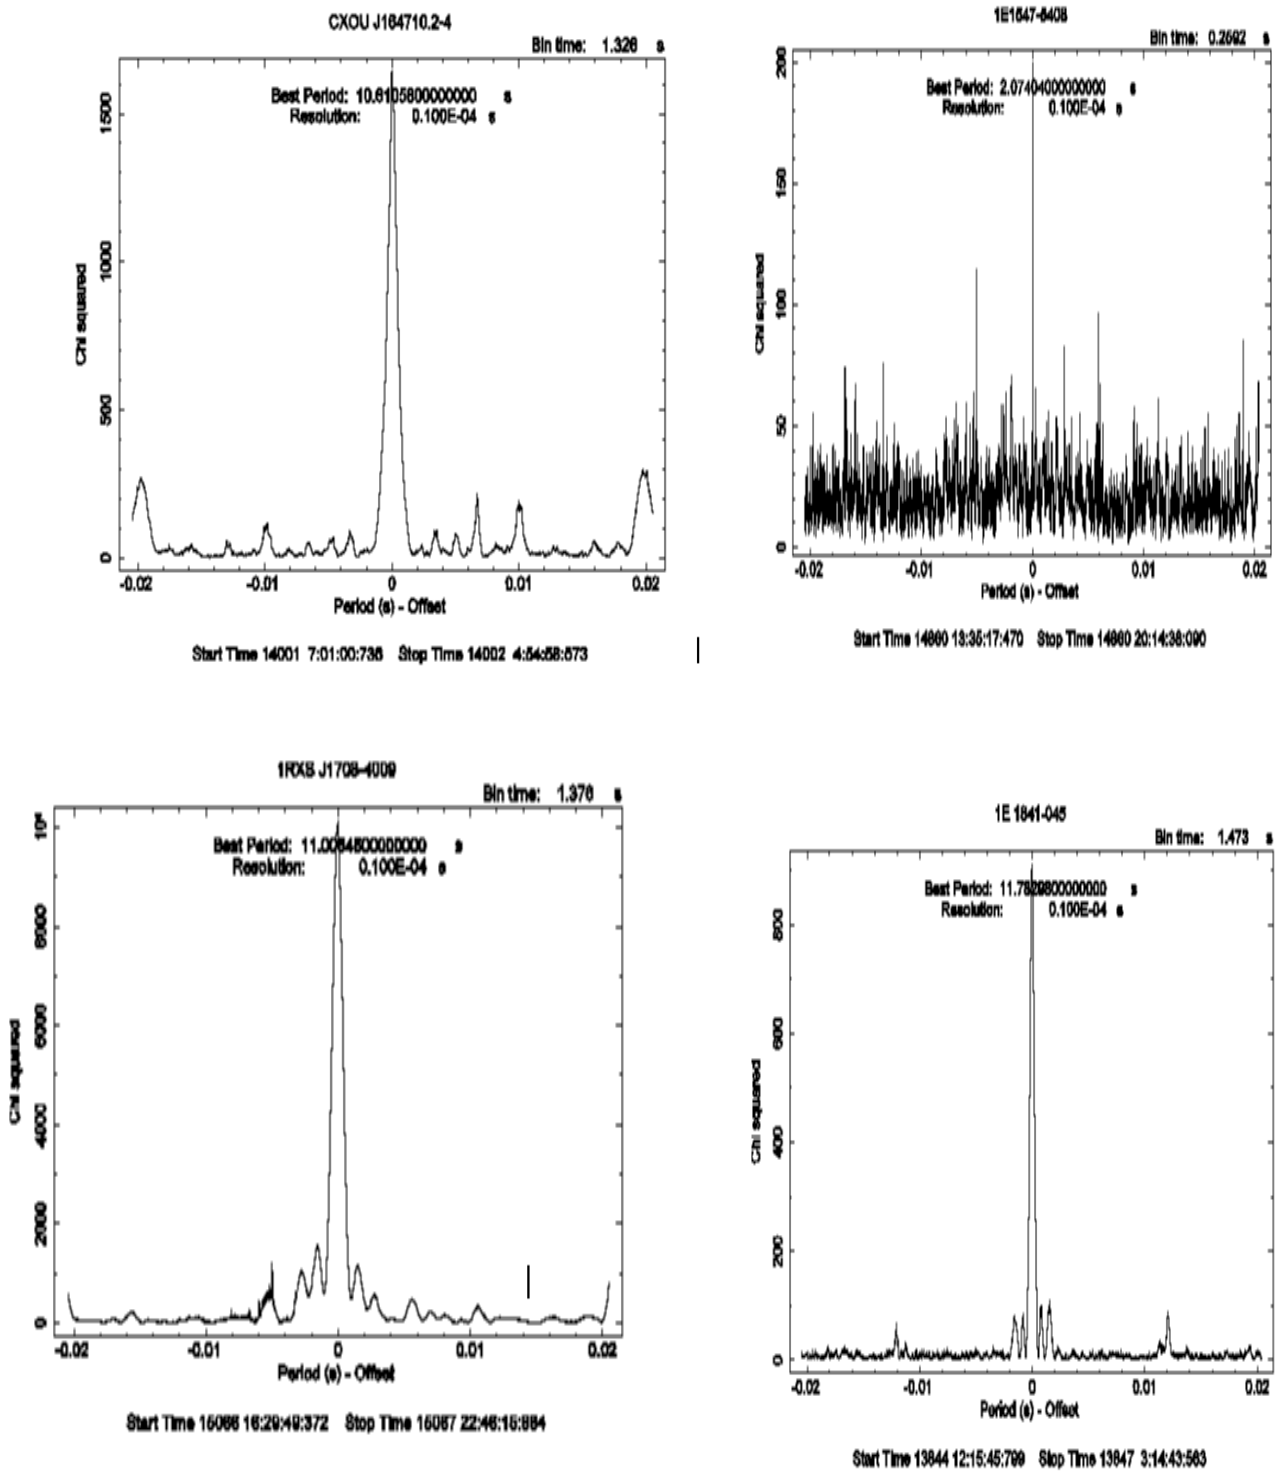 CXOU J164710.2-4
Bin time: 1.326 s
Best Period: 10.6105800000000 s
Resolution: 0.100E-04 s
1500
1000
500
0
Chi squared
-0.02 -0.01 0 0.01 0.02
Period (s) - Offset
Start Time 14001 7:01:00:736 Stop Time 14002 4:54:58:573
1E1547-5408
Bin time: 0.2592 s
Best Period: 2.07404000000000 s
Resolution: 0.100E-04 s
200
150
100
50
0
Chi squared
-0.02 -0.01 0 0.01 0.02
Period (s) - Offset
Start Time 14860 13:35:17:470 Stop Time 14860 20:14:38:090
1RXS J1708-4009
Bin time: 1.376 s
Best Period: 11.0054500000000 s
Resolution: 0.100E-04 s
10⁴
8000
6000
4000
2000
0
Chi squared
-0.02 -0.01 0 0.01 0.02
Period (s) - Offset
Start Time 15066 16:29:49:372 Stop Time 15067 22:46:15:884
1E 1841-045
Bin time: 1.473 s
Best Period: 11.7829800000000 s
Resolution: 0.100E-04 s
800
600
400
200
0
Chi squared
-0.02 -0.01 0 0.01 0.02
Period (s) - Offset
Start Time 13844 12:15:45:799 Stop Time 13847 3:14:43:563